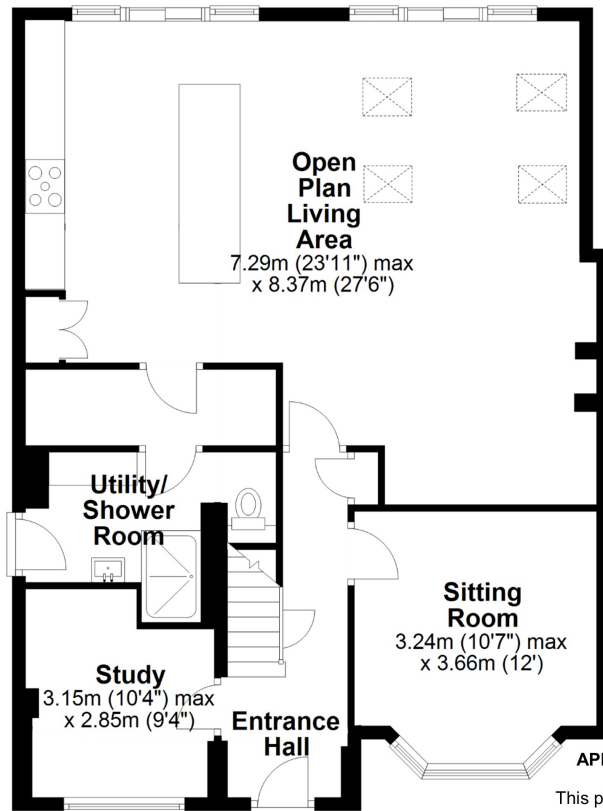 Open
Plan
Living
Area
7.29m (23'11") max
x 8.37m (27'6")
Utility/
Shower
Room
Sitting
Room
3.24m (10'7") max
x 3.66m (12')
Study
3.15m (10'4") max
x 2.85m (9'4")
Entrance
Hall
This p